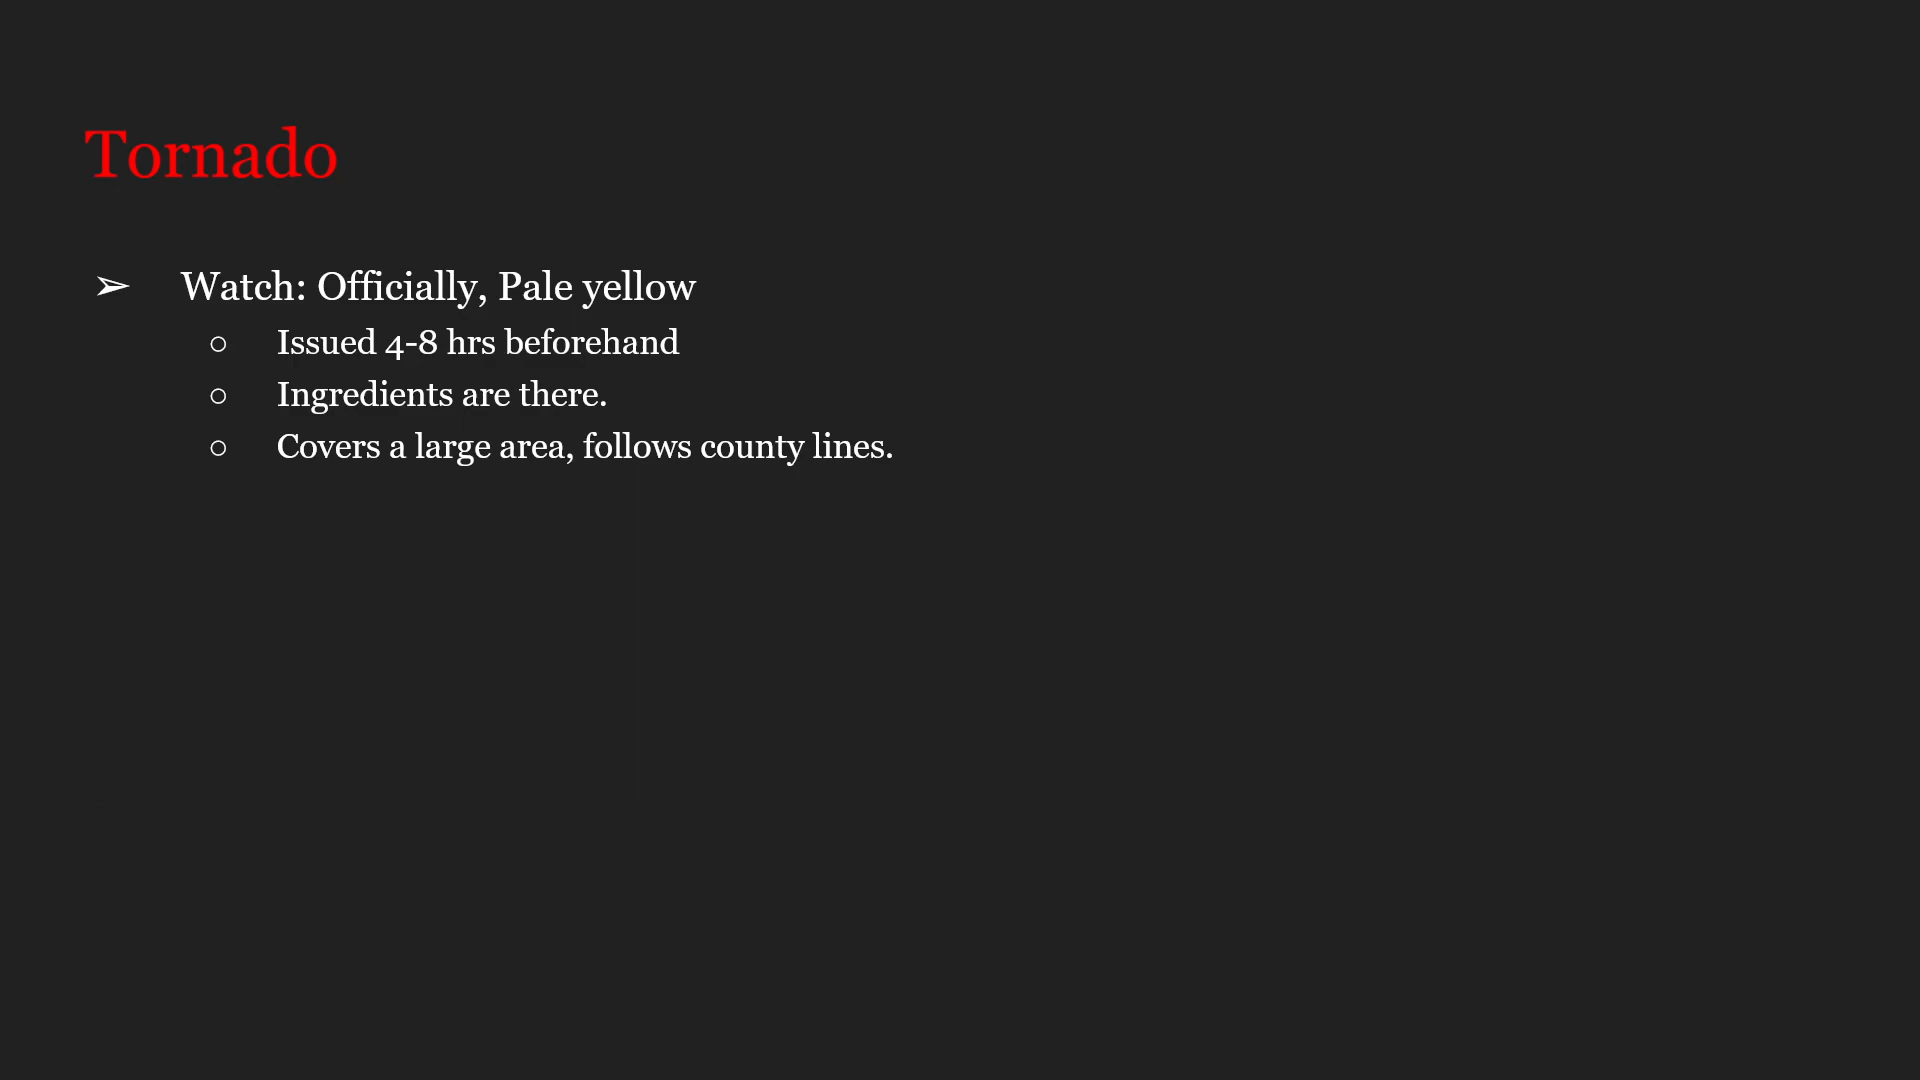 Tornado
➢ Watch: Officially, Pale yellow
○ Issued 4-8 hrs beforehand
○ Ingredients are there.
○ Covers a large area, follows county lines.